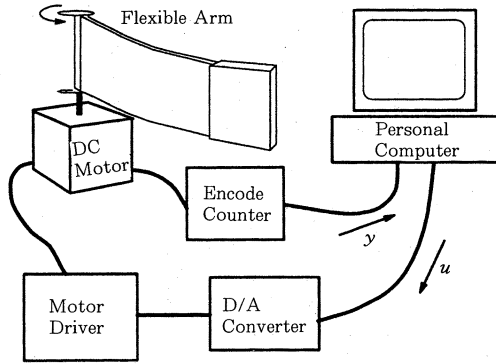 Flexible Arm
DC
Motor
Personal
Computer
Encode
Counter
y
u
Motor
Driver
D/A
Converter